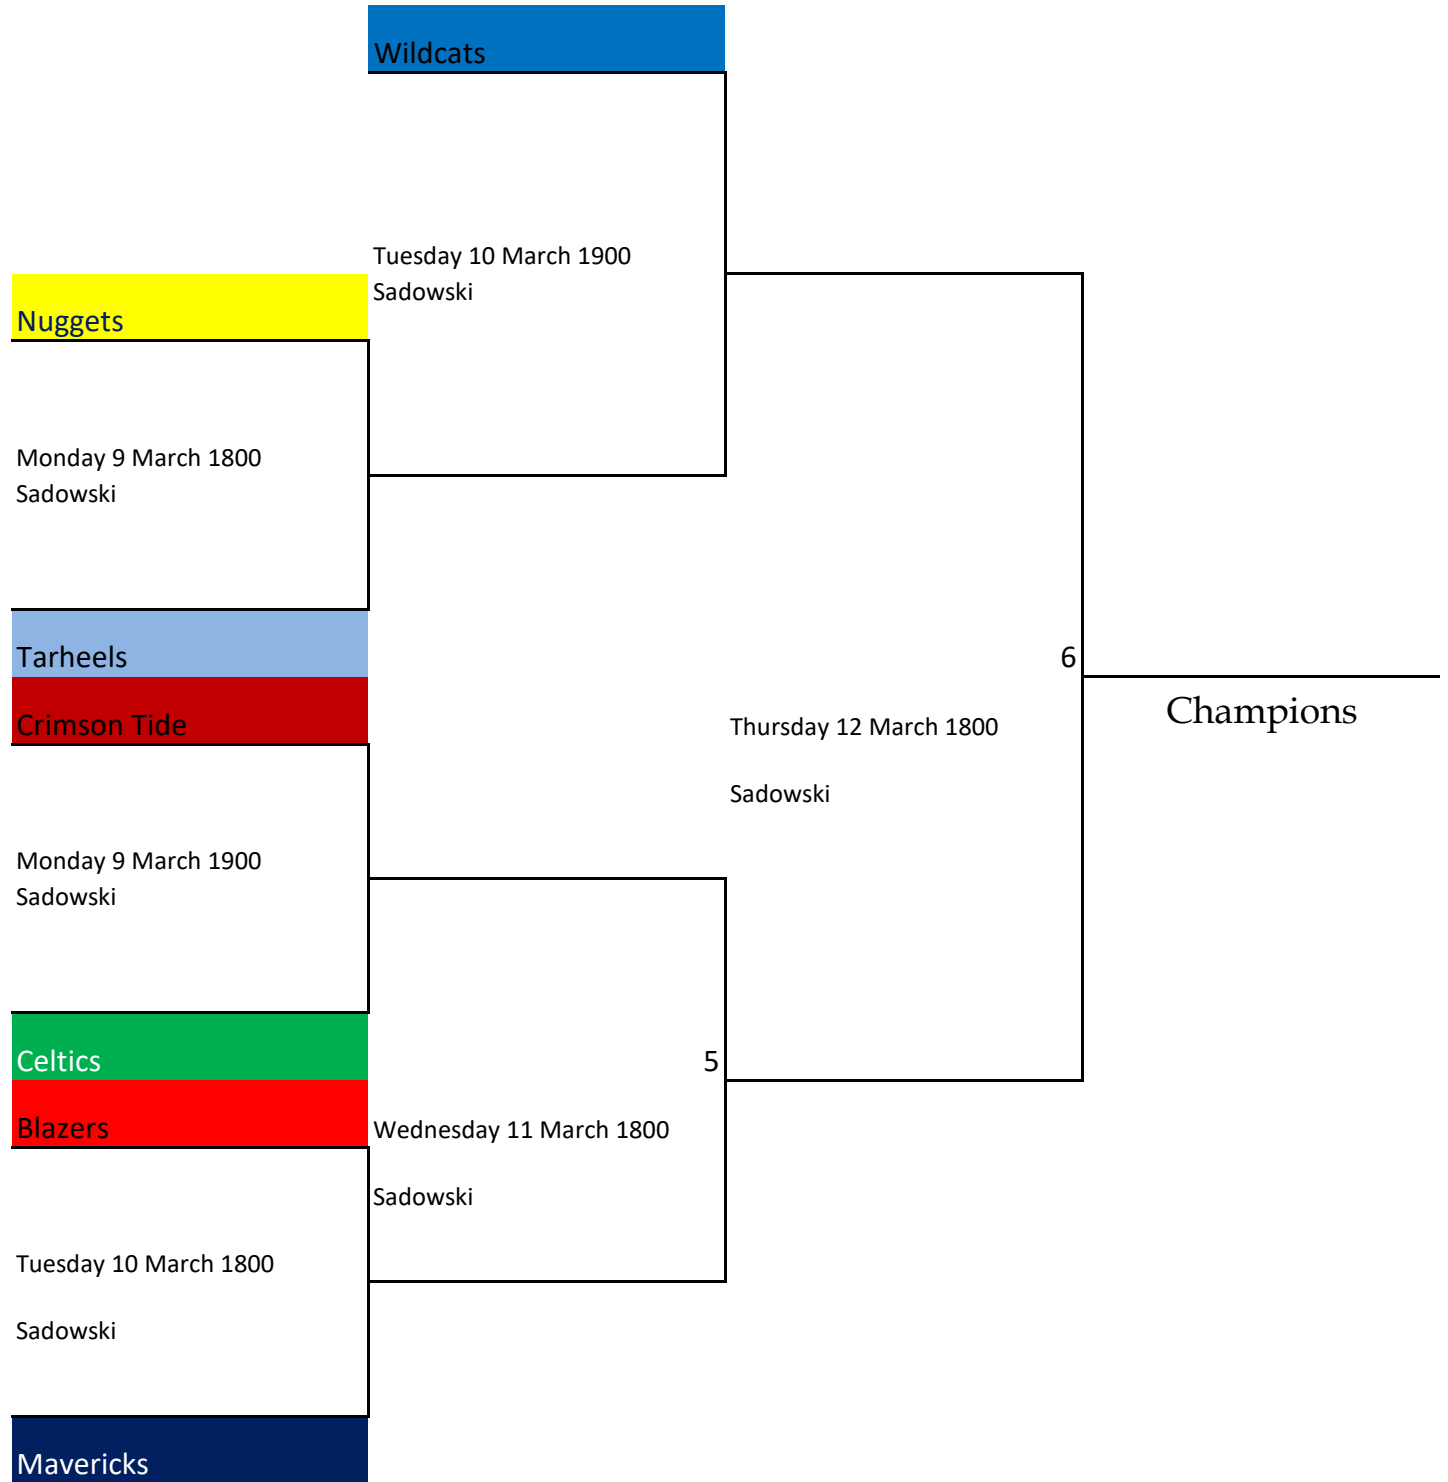 Wildcats
Tuesday 10 March 1900
Sadowski
Nuggets
Monday 9 March 1800
Sadowski
Tarheels
6
Crimson Tide
Thursday 12 March 1800
Champions
Sadowski
Monday 9 March 1900
Sadowski
Celtics
5
Blazers
Wednesday 11 March 1800
Sadowski
Tuesday 10 March 1800
Sadowski
Mavericks